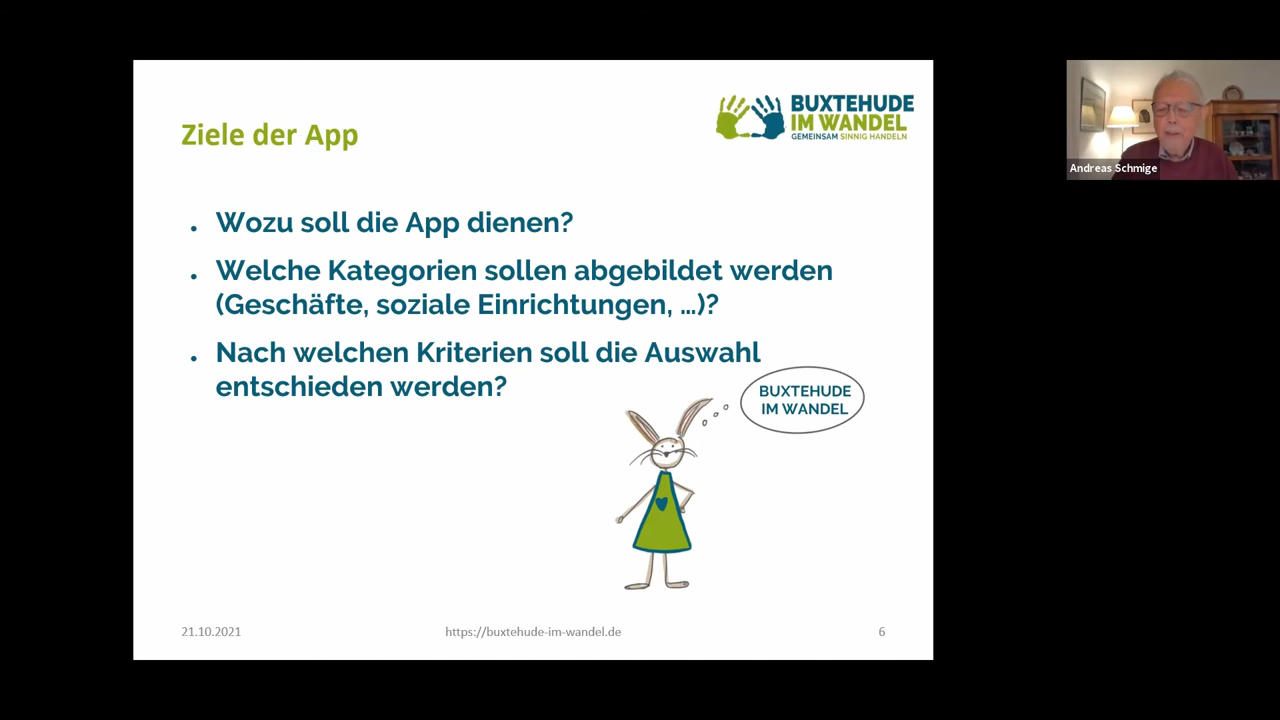 Ziele der App
BUXTEHUDE
IM WANDEL
GEMEINSAM SINNIG HANDELN
• Wozu soll die App dienen?
• Welche Kategorien sollen abgebildet werden
(Geschäfte, soziale Einrichtungen, …)?
• Nach welchen Kriterien soll die Auswahl
entschieden werden?
BUXTEHUDE
IM WANDEL
21.10.2021
https://buxtehude-im-wandel.de
6
Andreas Schmige